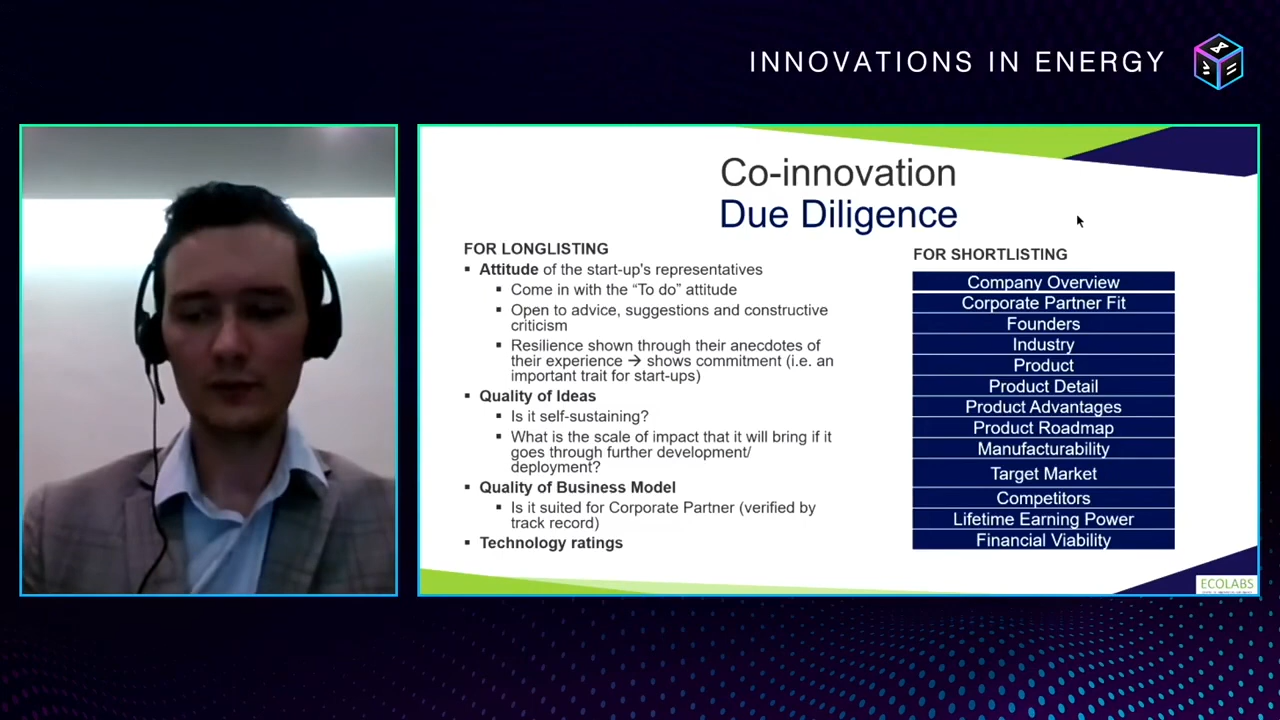 INNOVATIONS IN ENERGY
Co-innovation
Due Diligence
FOR LONGLISTING
▪ Attitude of the start-up's representatives
▪ Come in with the “To do” attitude
▪ Open to advice, suggestions and constructive
criticism
▪ Resilience shown through their anecdotes of
their experience → shows commitment (i.e. an
important trait for start-ups)
▪ Quality of Ideas
▪ Is it self-sustaining?
▪ What is the scale of impact that it will bring if it
goes through further development/
deployment?
▪ Quality of Business Model
▪ Is it suited for Corporate Partner (verified by
track record)
▪ Technology ratings
FOR SHORTLISTING
Company Overview
Corporate Partner Fit
Founders
Industry
Product
Product Detail
Product Advantages
Product Roadmap
Manufacturability
Target Market
Competitors
Lifetime Earning Power
Financial Viability
ECOLABS